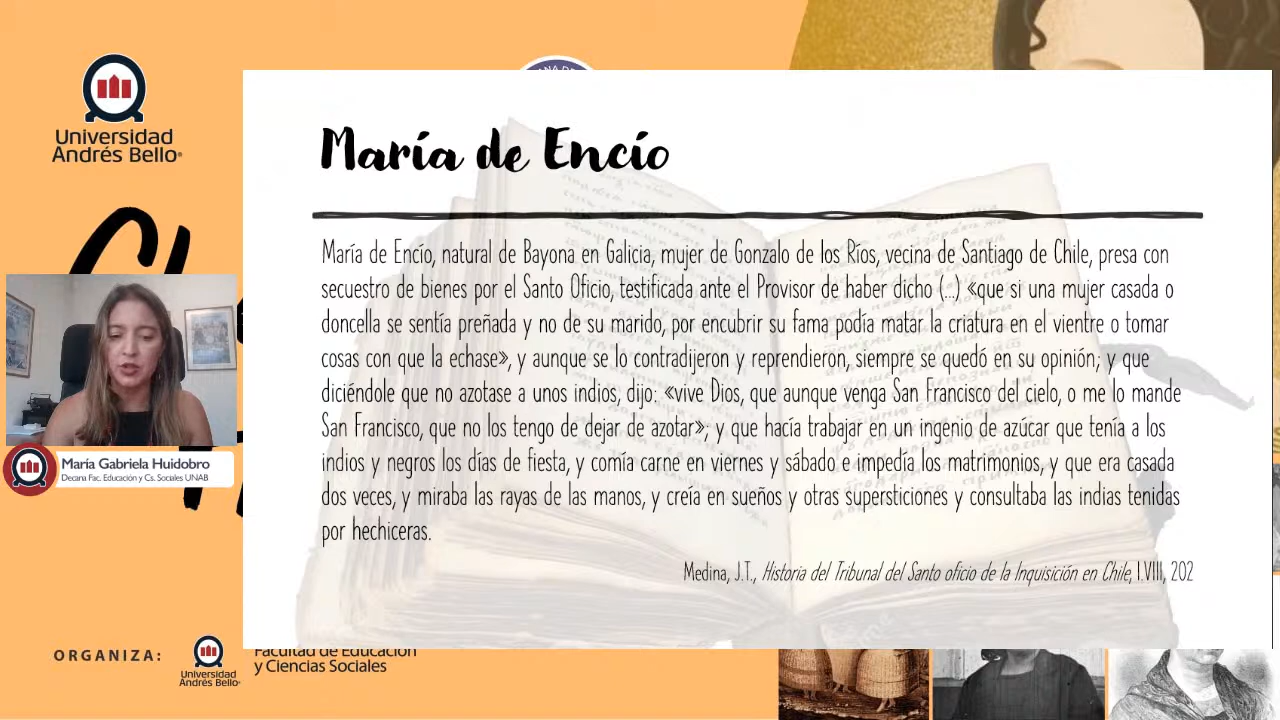 Universidad
Andrés Bello
María de Encío
María de Encío, natural de Bayona en Galicia, mujer de Gonzalo de los Ríos, vecina de Santiago de Chile, presa con
secuestro de bienes por el Santo Oficio, testificada ante el Provisor de haber dicho (...) «que si una mujer casada o
doncella se sentía preñada y no de su marido, por encubrir su fama podía matar la criatura en el vientre o tomar
cosas con que la echase», y aunque se lo contradijeron y reprendieron, siempre se quedó en su opinión; y que
diciéndole que no azotase a unos indios, dijo: «vive Dios, que aunque venga San Francisco del cielo, o me lo mande
San Francisco, que no los tengo de dejar de azotar»; y que hacía trabajar en un ingenio de azúcar que tenía a los
indios y negros los días de fiesta, y comía carne en viernes y sábado e impedía los matrimonios, y que era casada
dos veces, y miraba las rayas de las manos, y creía en sueños y otras supersticiones y consultaba las indias tenidas
por hechiceras.
Medina, J.T., Historia del Tribunal del Santo oficio de la Inquisición en Chile, I.VIII, 202
María Gabriela Huidobro
Decana Fac. Educación y Cs. Sociales UNAB
ORGANIZA:
Universidad
Andrés Bello
Facultad de Educación
y Ciencias Sociales